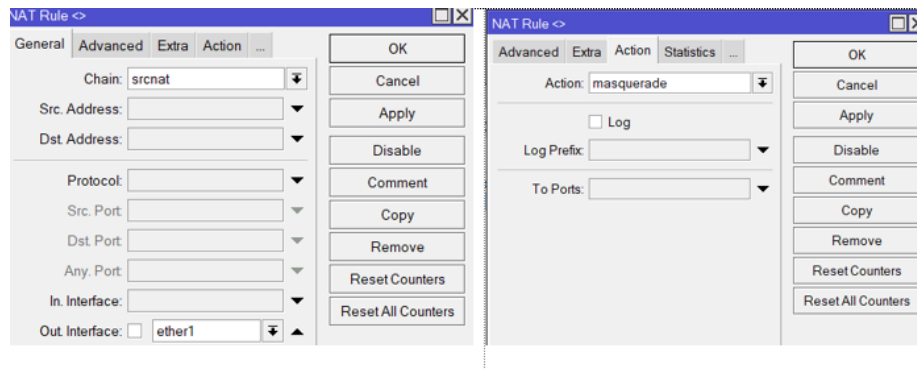 NAT Rule <>
General Advanced Extra Action ...
Chain: srcnat
Src. Address:
Dst. Address:
Protocol:
Src. Port:
Dst. Port:
Any. Port:
In. Interface:
Out. Interface: ether1
OK
Cancel
Apply
Disable
Comment
Copy
Remove
Reset Counters
Reset All Counters
NAT Rule <>
Advanced Extra Action Statistics ...
Action: masquerade
Log
Log Prefix:
To Ports:
OK
Cancel
Apply
Disable
Comment
Copy
Remove
Reset Counters
Reset All Counters